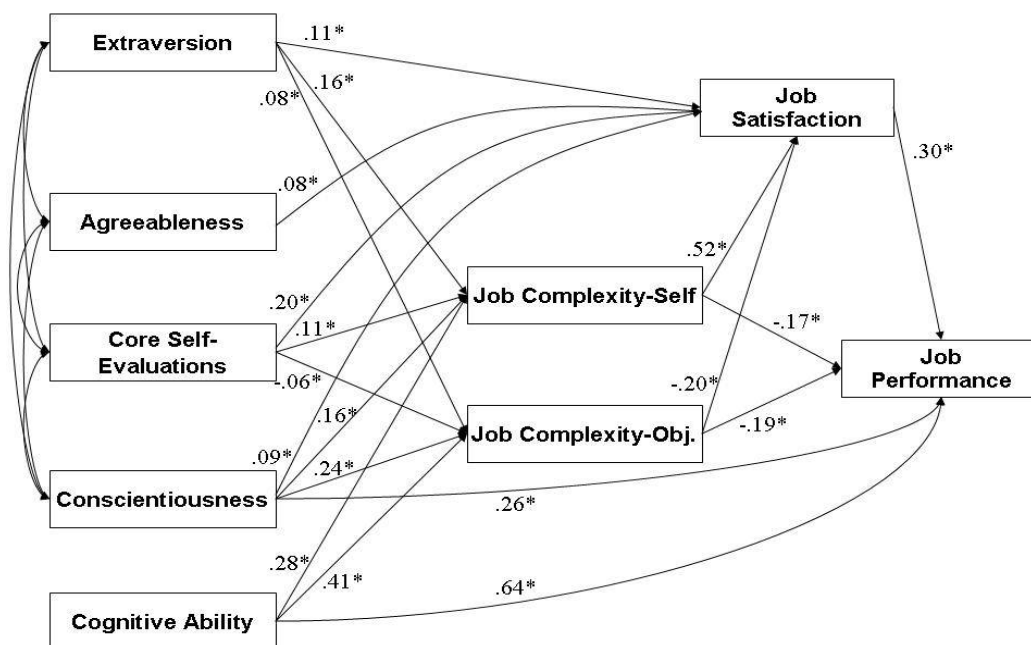 Extraversion
.11*
.16*
.08*
Job
Satisfaction
.30*
Agreeableness
.08*
.52*
Job Complexity-Self
.20*
.11*
-.17*
Core Self-
Evaluations
-.06*
Job
Performance
-.20*
.16*
Job Complexity-Obj.
-.19*
.09*
.24*
Conscientiousness
.26*
.28*
.41*
.64*
Cognitive Ability